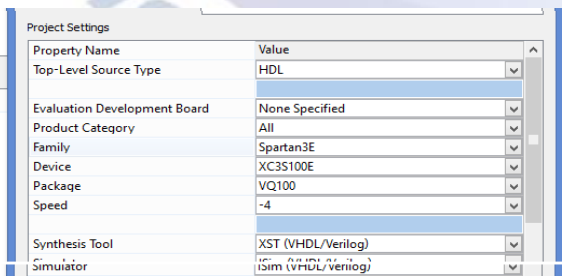 Project Settings
Property Name Value
Top-Level Source Type HDL
Evaluation Development Board None Specified
Product Category All
Family Spartan3E
Device XC3S100E
Package VQ100
Speed -4
Synthesis Tool XST (VHDL/Verilog)
Simulator ISim (VHDL/Verilog)